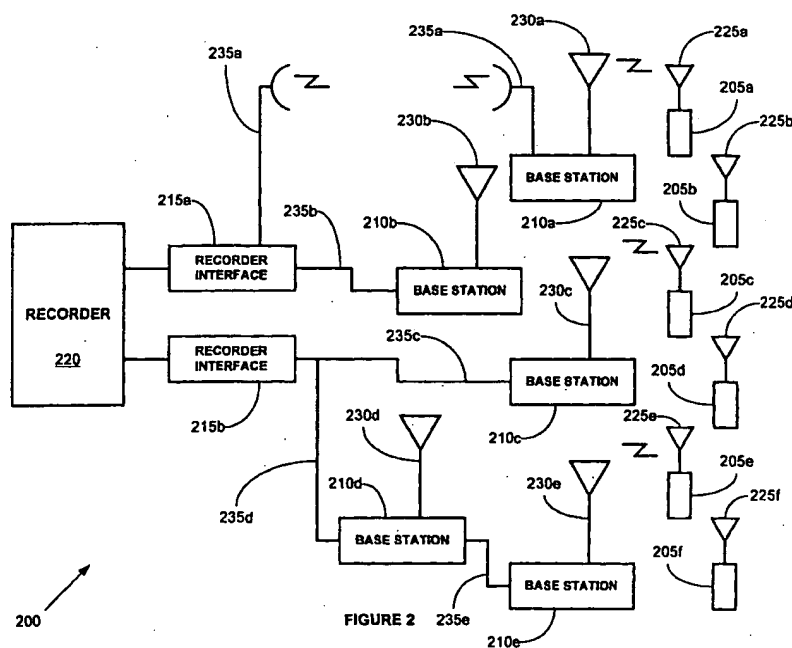 230a
235a
235a
225a
205a
230b
225b
BASE STATION
215a
205b
235b
210b
210a
225c
RECORDER
INTERFACE
BASE STATION
230c
205c
RECORDER
220
225d
235c
RECORDER
INTERFACE
BASE STATION
205d
215b
230d
210c
225e
210d
230e
205e
235d
225f
BASE STATION
205f
BASE STATION
200
FIGURE 2
235e
210e